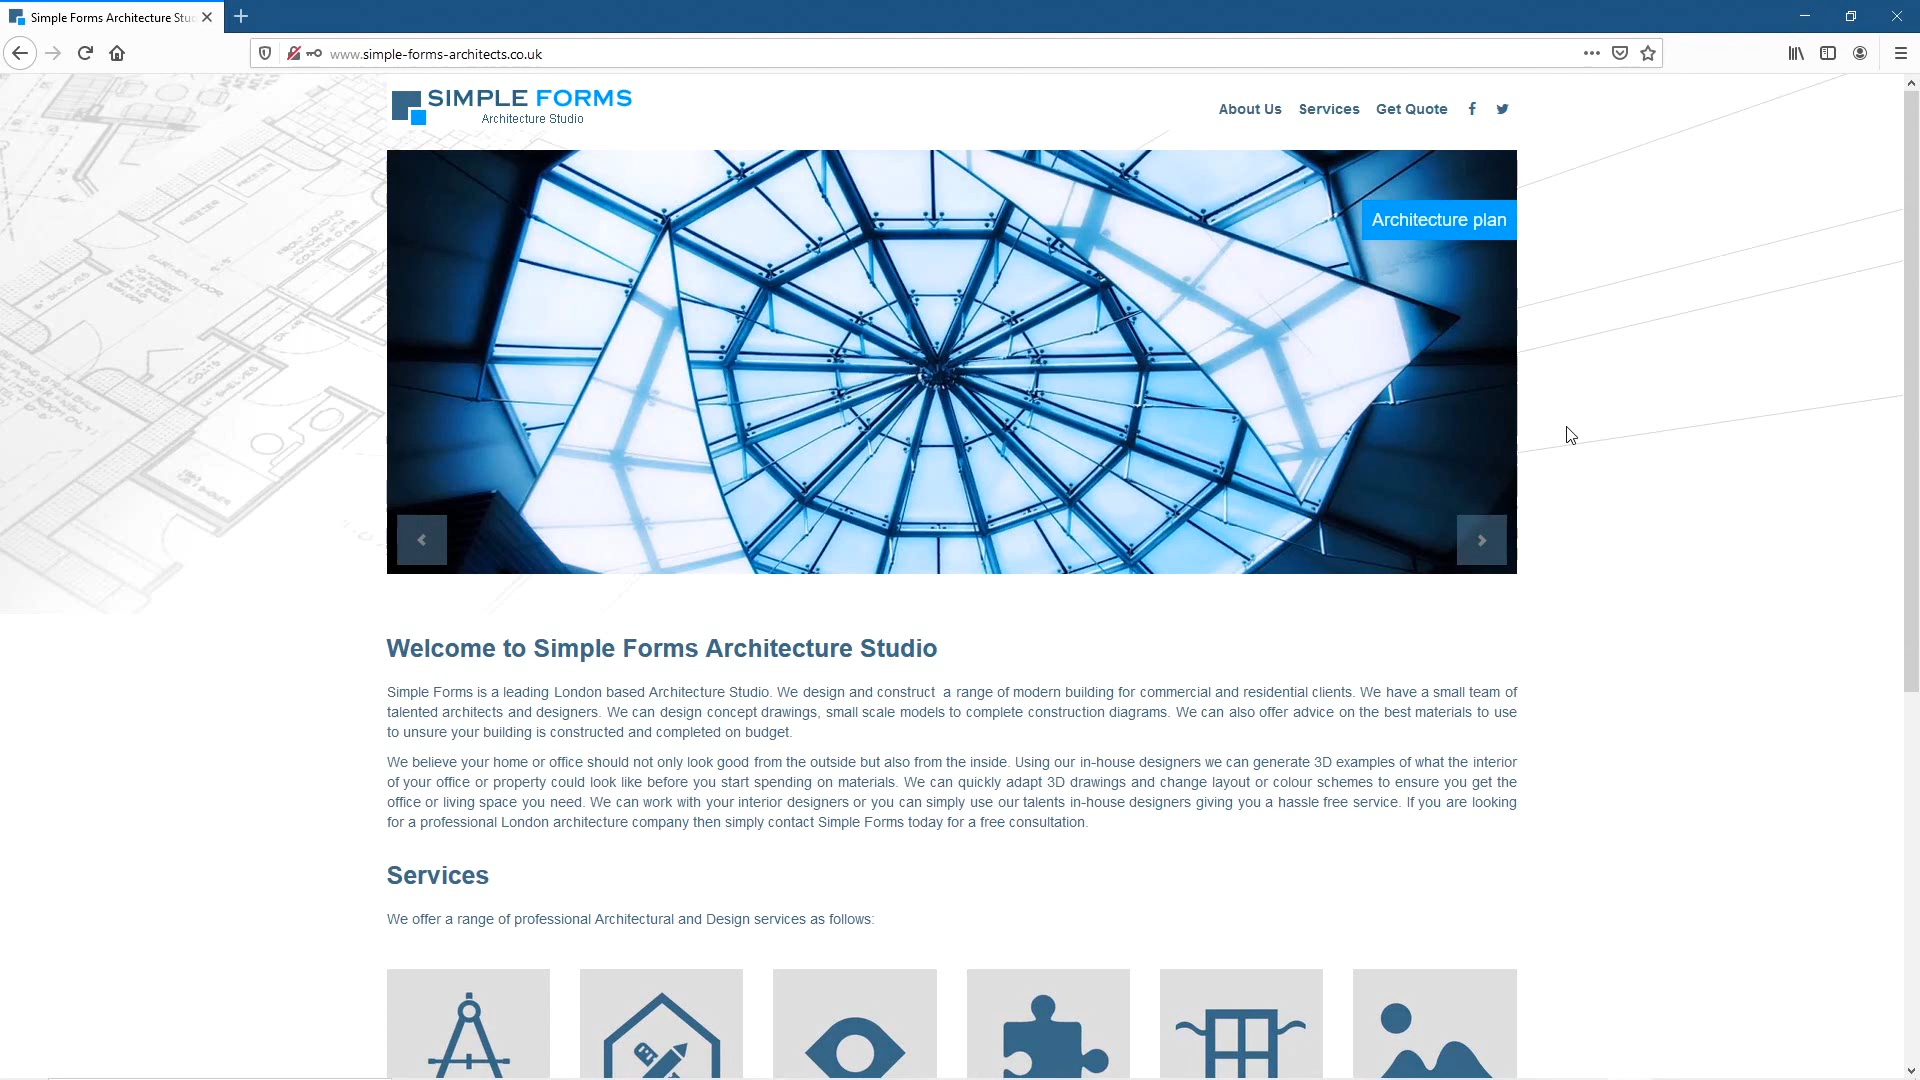 Simple Forms Architecture Stu
www.simple-forms-architects.co.uk
SIMPLE FORMS
Architecture Studio
About Us Services Get Quote
Architecture plan
Welcome to Simple Forms Architecture Studio
Simple Forms is a leading London based Architecture Studio. We design and construct a range of modern building for commercial and residential clients. We have a small team of
talented architects and designers. We can design concept drawings, small scale models to complete construction diagrams. We can also offer advice on the best materials to use
to unsure your building is constructed and completed on budget.
We believe your home or office should not only look good from the outside but also from the inside. Using our in-house designers we can generate 3D examples of what the interior
of your office or property could look like before you start spending on materials. We can quickly adapt 3D drawings and change layout or colour schemes to ensure you get the
office or living space you need. We can work with your interior designers or you can simply use our talents in-house designers giving you a hassle free service. If you are looking
for a professional London architecture company then simply contact Simple Forms today for a free consultation.
Services
We offer a range of professional Architectural and Design services as follows: